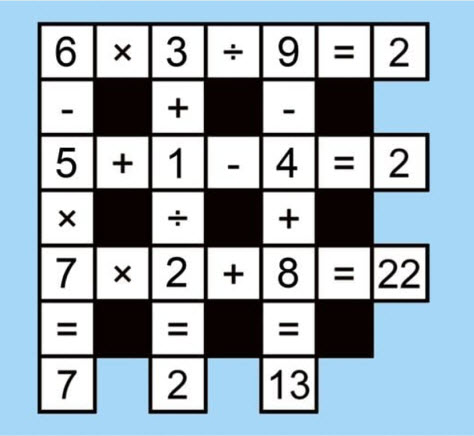 6 × 3 ÷ 9 = 2
- + -
5 + 1 - 4 = 2
× ÷ +
7 × 2 + 8 = 22
= = =
7 2 13